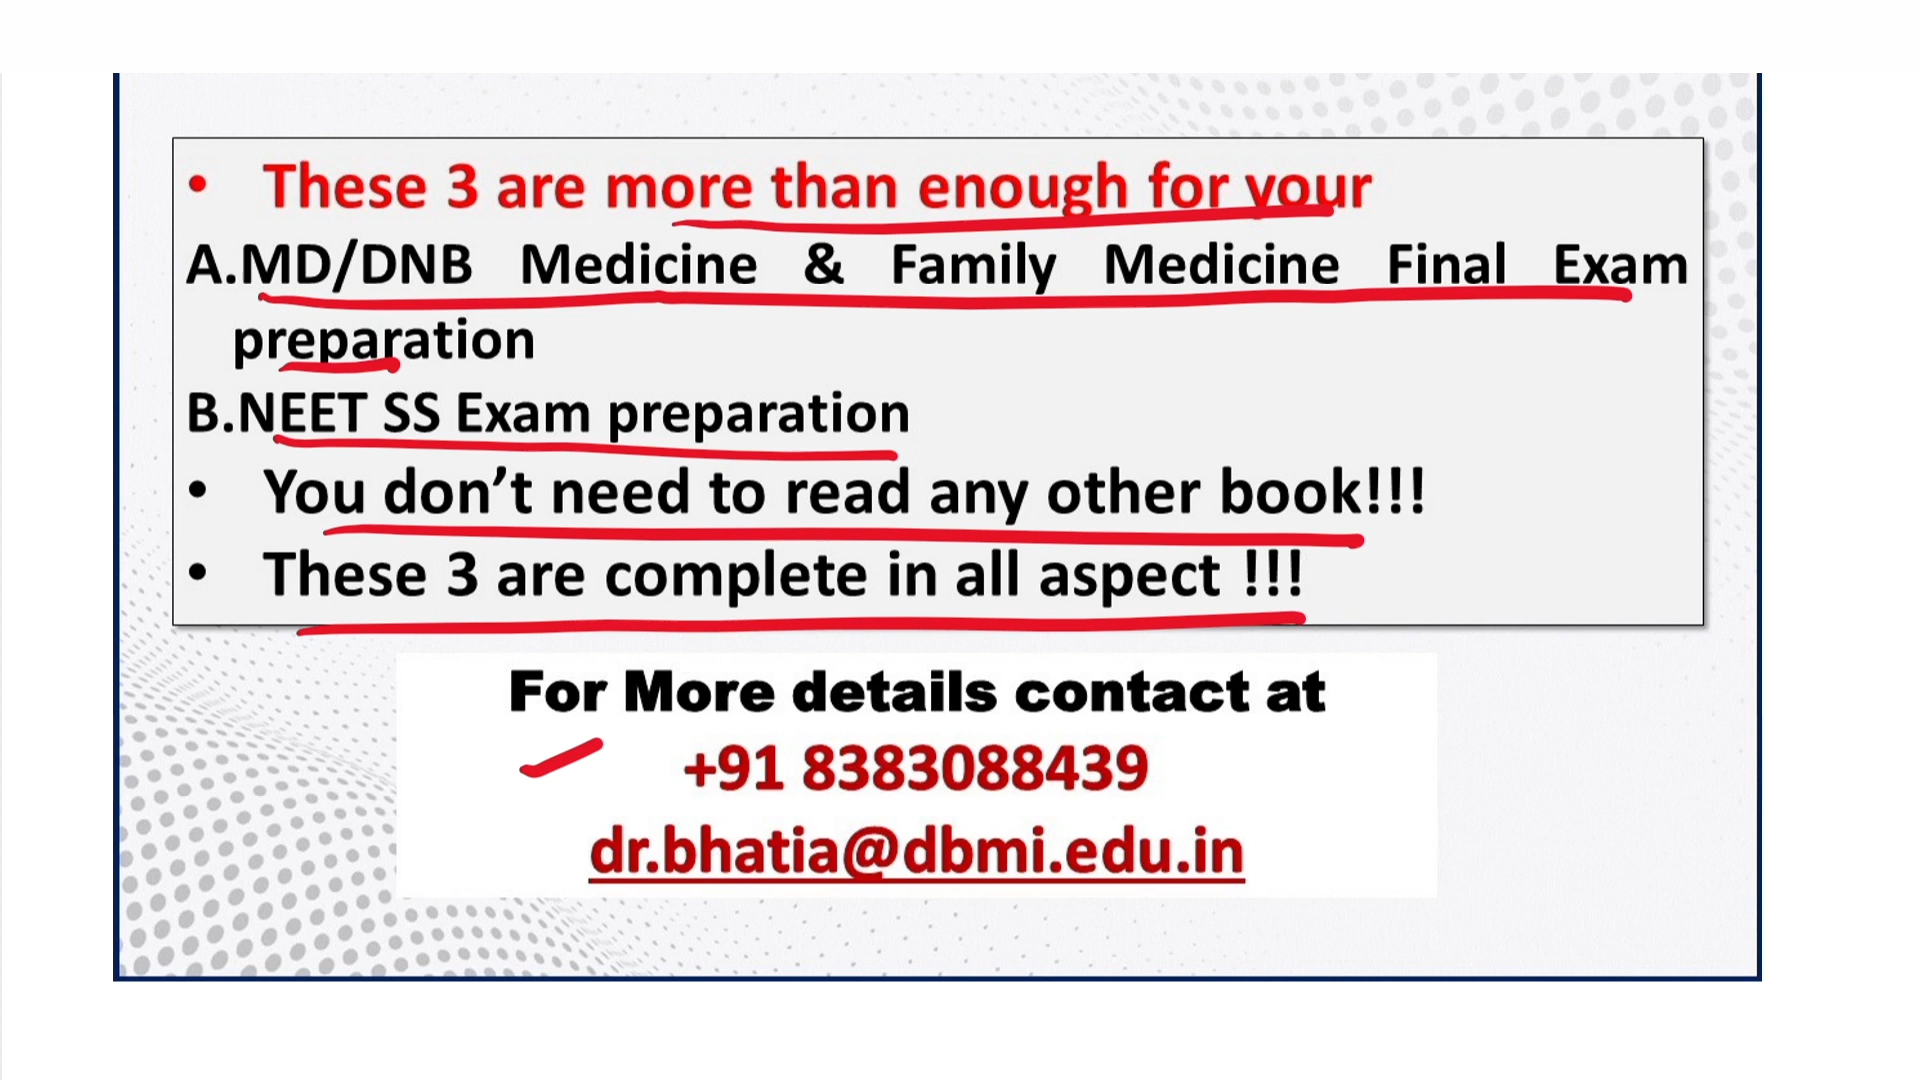 • These 3 are more than enough for your
A.MD/DNB Medicine & Family Medicine Final Exam
preparation
B.NEET SS Exam preparation
• You don’t need to read any other book!!!
• These 3 are complete in all aspect !!!
For More details contact at
+91 8383088439
dr.bhatia@dbmi.edu.in